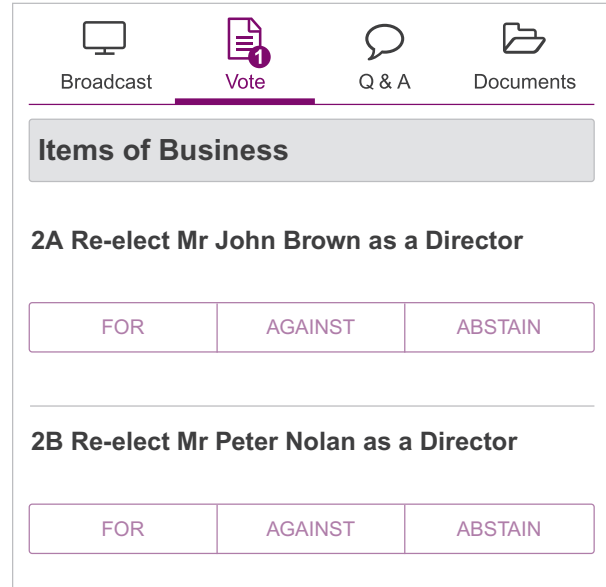 1
Broadcast Vote Q & A Documents
Items of Business
2A Re-elect Mr John Brown as a Director
FOR AGAINST ABSTAIN
2B Re-elect Mr Peter Nolan as a Director
FOR AGAINST ABSTAIN